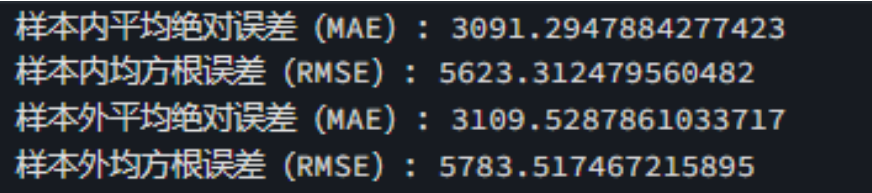 样本内平均绝对误差 (MAE) : 3091.2947884277423
样本内均方根误差 (RMSE) : 5623.312479560482
样本外平均绝对误差 (MAE) : 3109.5287861033717
样本外均方根误差 (RMSE) : 5783.517467215895